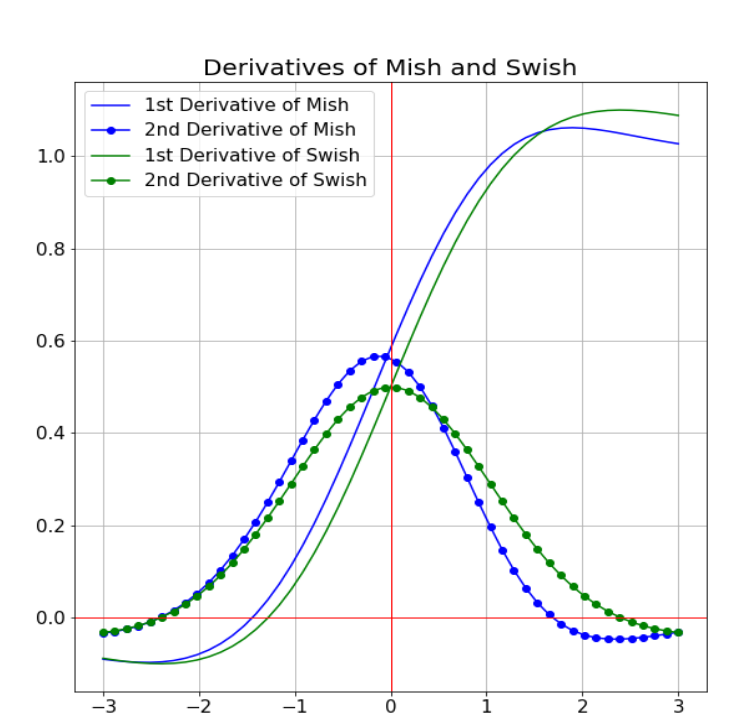 Derivatives of Mish and Swish
1st Derivative of Mish
2nd Derivative of Mish
1st Derivative of Swish
2nd Derivative of Swish
1.0
0.8
0.6
0.4
0.2
0.0
−3 −2 −1 0 1 2 3